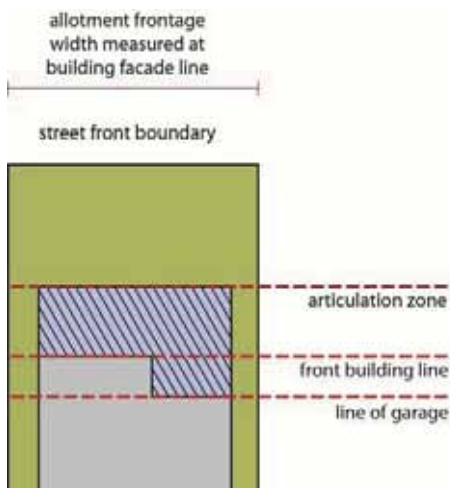 allotment frontage
width measured at
building facade line
street front boundary
articulation zone
front building line
line of garage